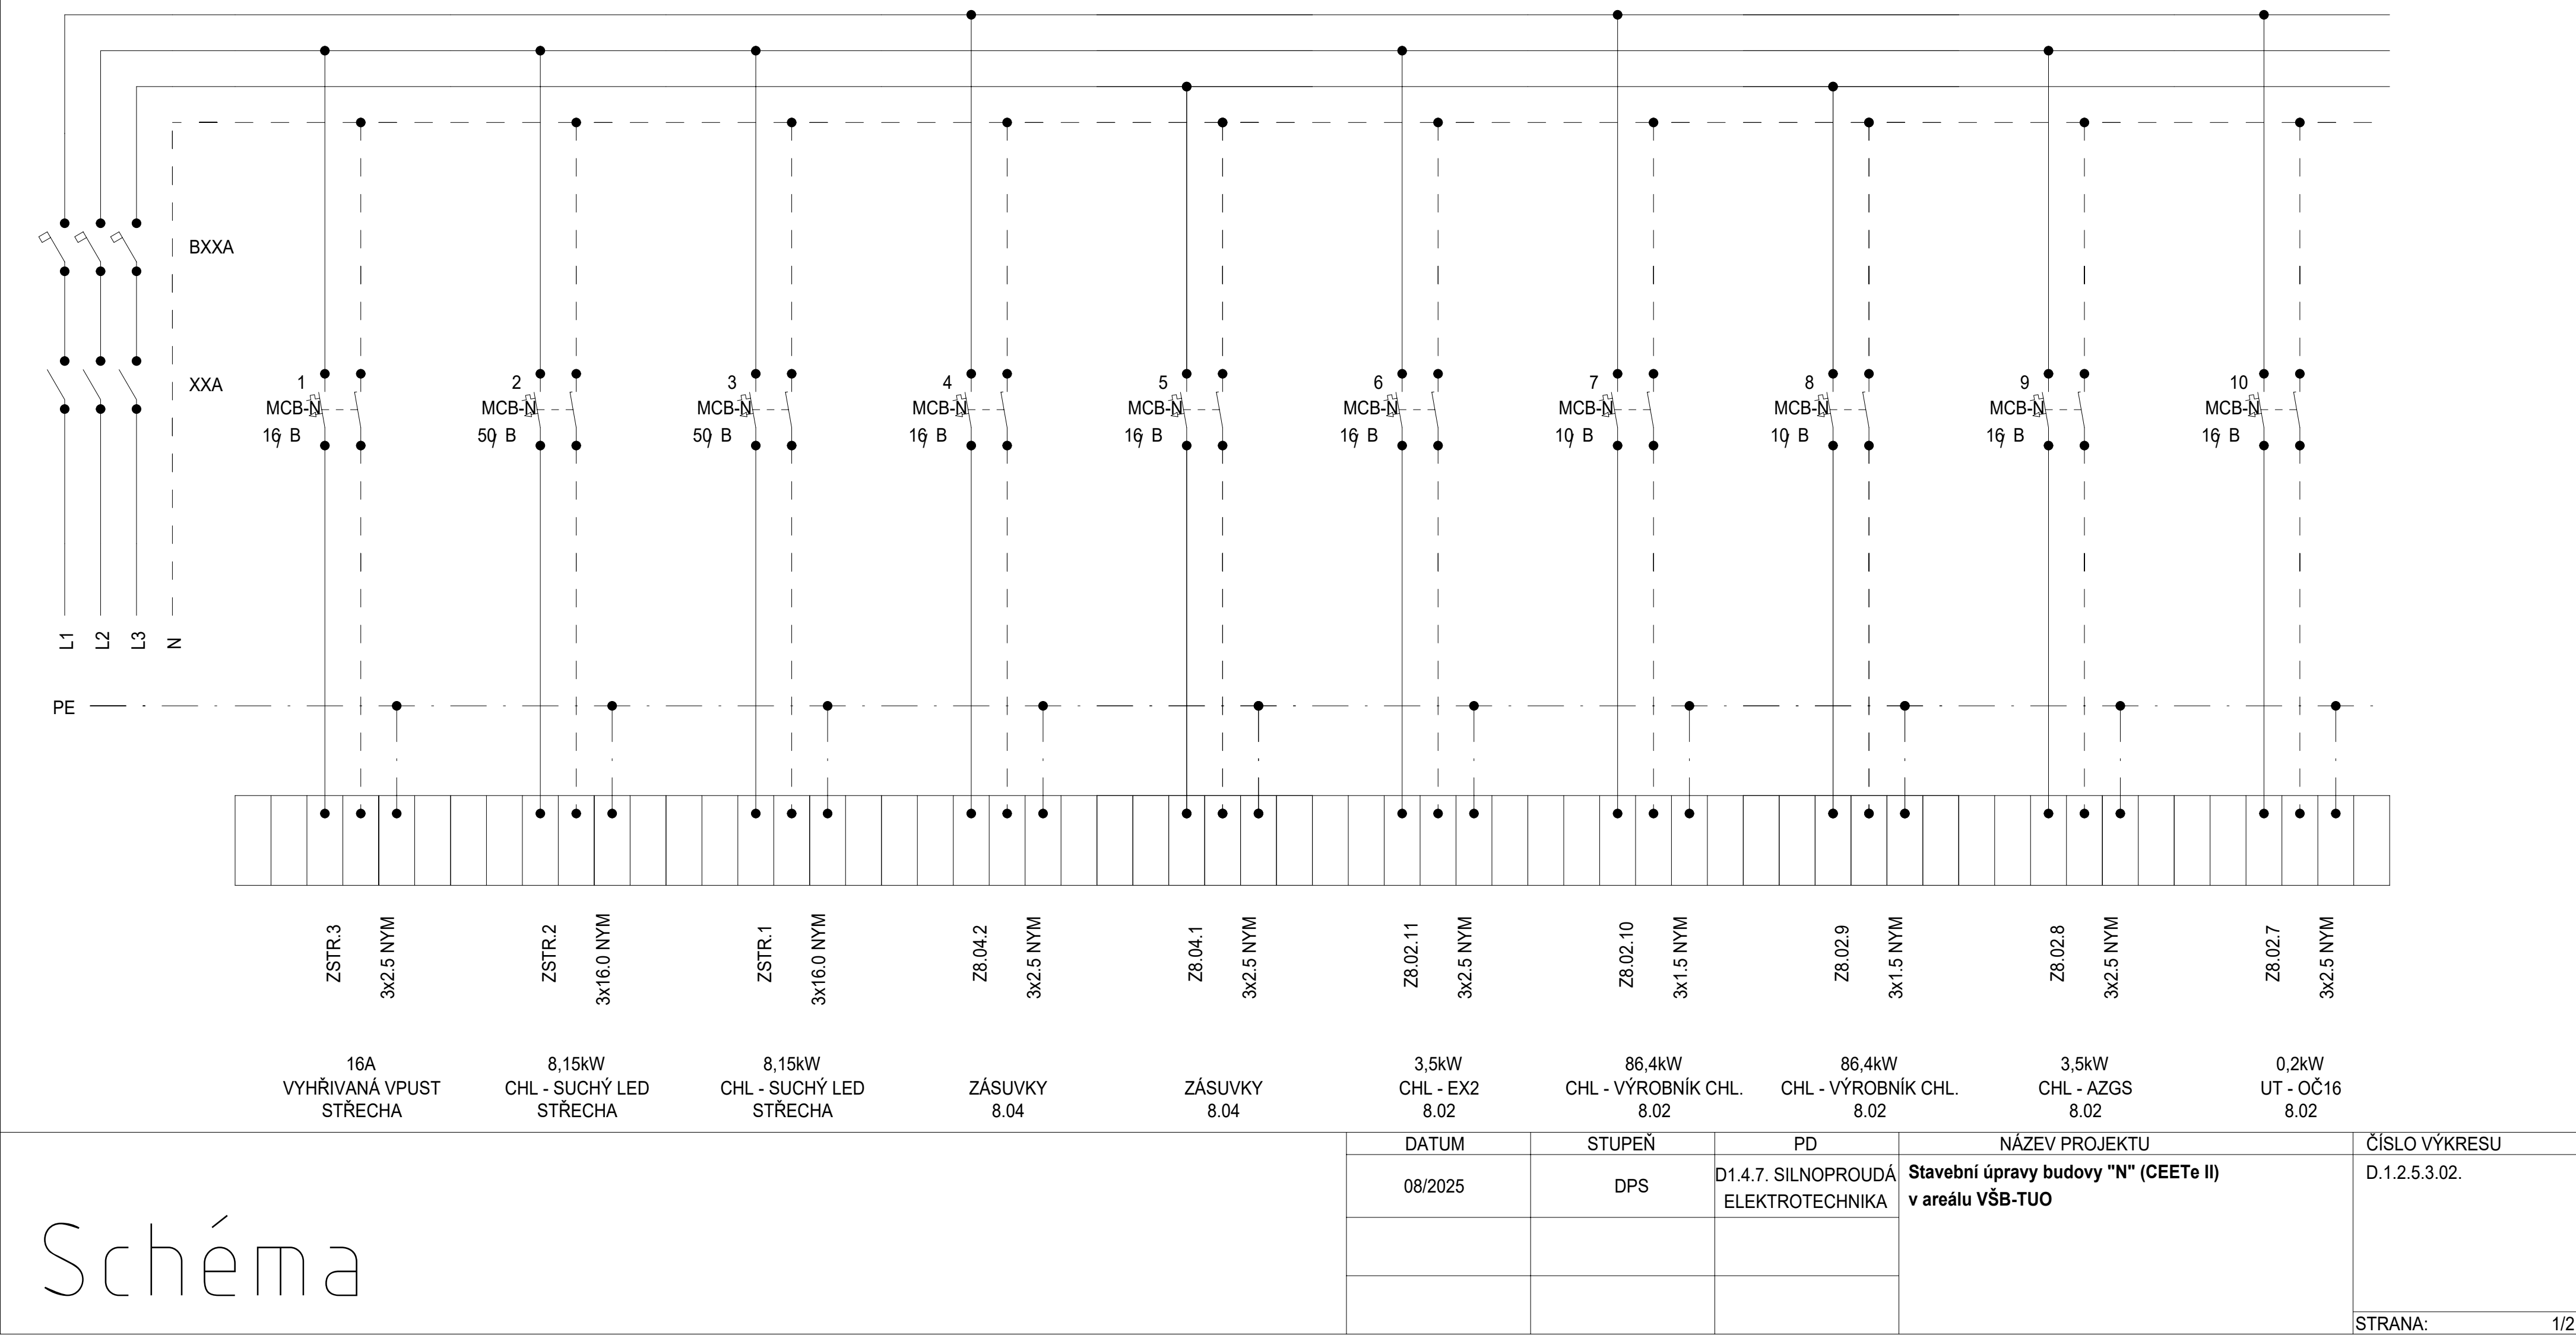 BXXA
XXA
1
MCB-N
16 B
2
MCB-N
50 B
3
MCB-N
50 B
4
MCB-N
16 B
5
MCB-N
16 B
6
MCB-N
16 B
7
MCB-N
10 B
8
MCB-N
10 B
9
MCB-N
16 B
10
MCB-N
16 B
L1
L2
L3
N
PE
ZSTR.3
3x2.5 NYM
ZSTR.2
3x16.0 NYM
ZSTR.1
3x16.0 NYM
Z8.04.2
3x2.5 NYM
Z8.04.1
3x2.5 NYM
Z8.02.11
3x2.5 NYM
Z8.02.10
3x1.5 NYM
Z8.02.9
3x1.5 NYM
Z8.02.8
3x2.5 NYM
Z8.02.7
3x2.5 NYM
16A
VYHŘIVANÁ VPUST
STŘECHA
8,15kW
CHL - SUCHÝ LED
STŘECHA
8,15kW
CHL - SUCHÝ LED
STŘECHA
ZÁSUVKY
8.04
ZÁSUVKY
8.04
3,5kW
CHL - EX2
8.02
86,4kW
CHL - VÝROBNÍK CHL.
8.02
86,4kW
CHL - VÝROBNÍK CHL.
8.02
3,5kW
CHL - AZGS
8.02
0,2kW
UT - OČ16
8.02
Schéma
DATUM
08/2025
STUPEŇ
DPS
PD
D1.4.7. SILNOPROUDÁ
ELEKTROTECHNIKA
NÁZEV PROJEKTU
Stavební úpravy budovy "N" (CEETe II)
v areálu VŠB-TUO
ČÍSLO VÝKRESU
D.1.2.5.3.02.
STRANA: 1/2